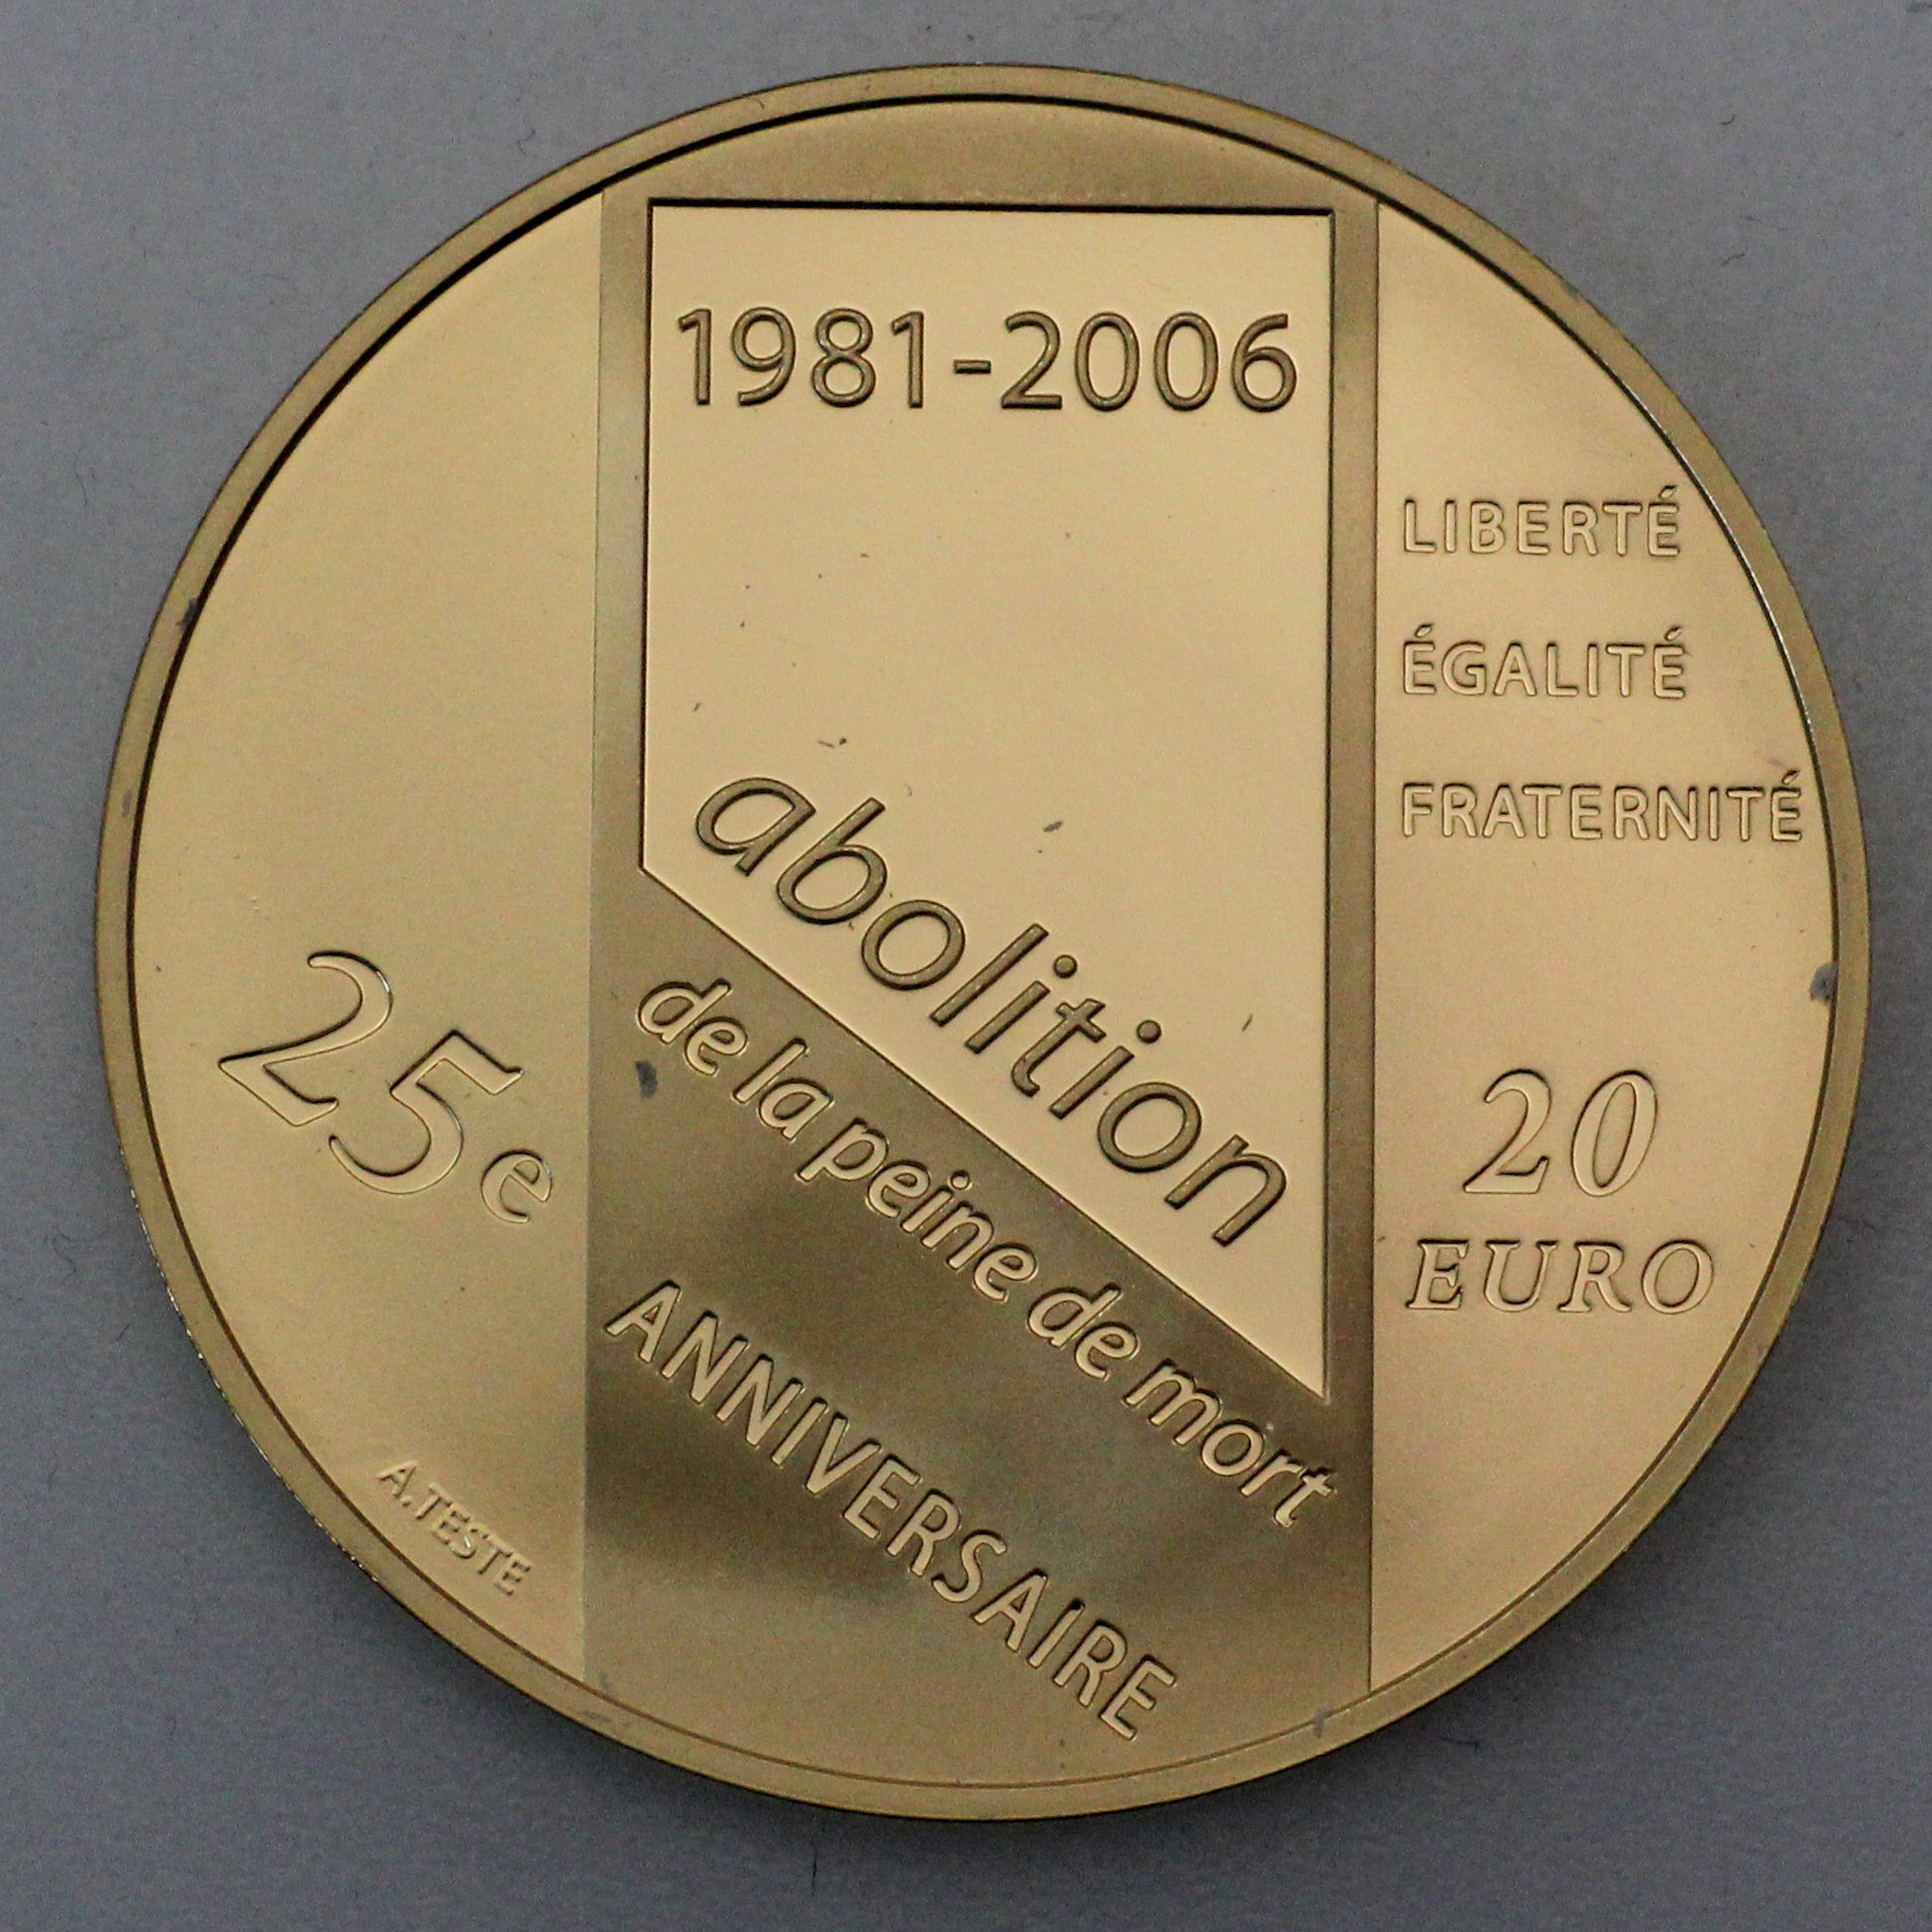 1981-2006
abolition
de la peine de mort
25e
ANNIVERSAIRE
LIBERTÉ
ÉGALITÉ
FRATERNITÉ
20
EURO
A.TESTE